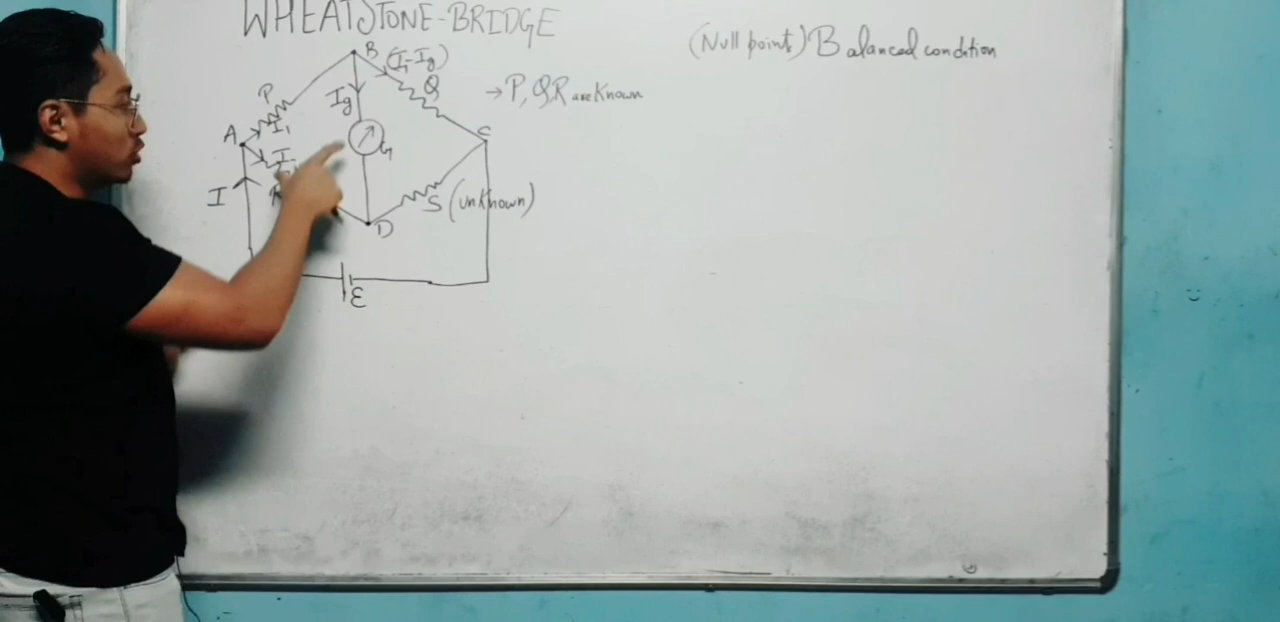 WHEATSTONE-BRIDGE
(Null point) Balanced condition
B (I1-Ig)
P Ig Q → P, Q, R are Known
A I1 G C
I R S (unknown)
D
ε